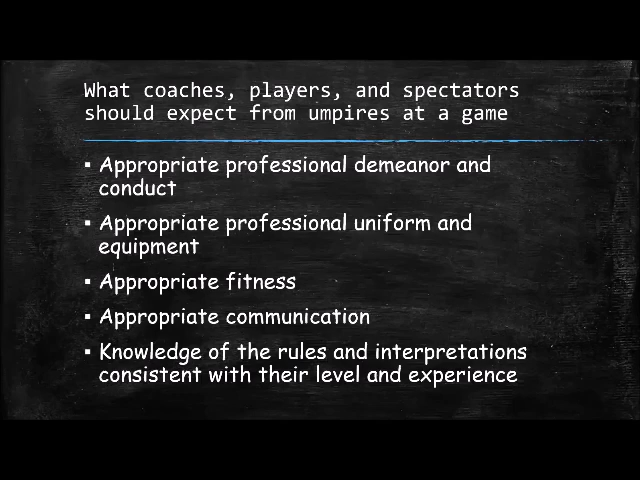 What coaches, players, and spectators
should expect from umpires at a game
▪ Appropriate professional demeanor and
conduct
▪ Appropriate professional uniform and
equipment
▪ Appropriate fitness
▪ Appropriate communication
▪ Knowledge of the rules and interpretations
consistent with their level and experience